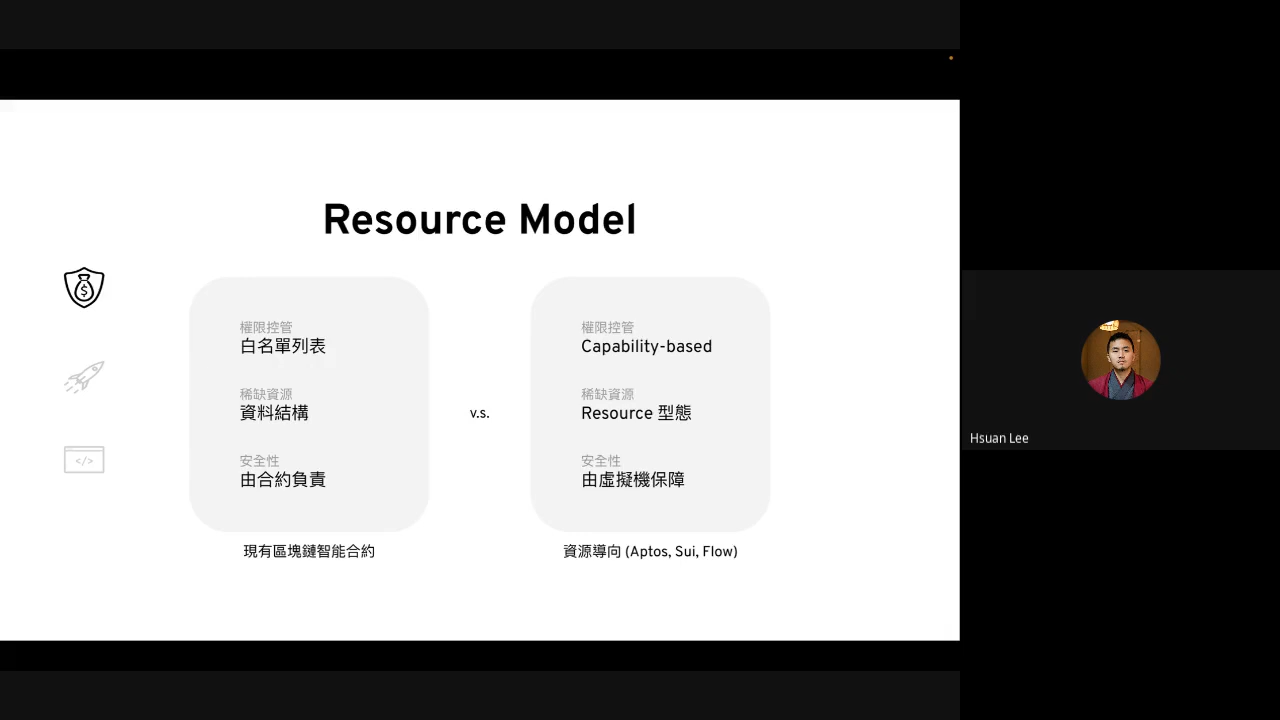 Resource Model
權限控管
白名單列表
稀缺資源
資料結構
安全性
由合約負責
現有區塊鏈智能合約
v.s.
權限控管
Capability-based
稀缺資源
Resource 型態
安全性
由虛擬機保障
資源導向 (Aptos, Sui, Flow)
$
</>
Hsuan Lee